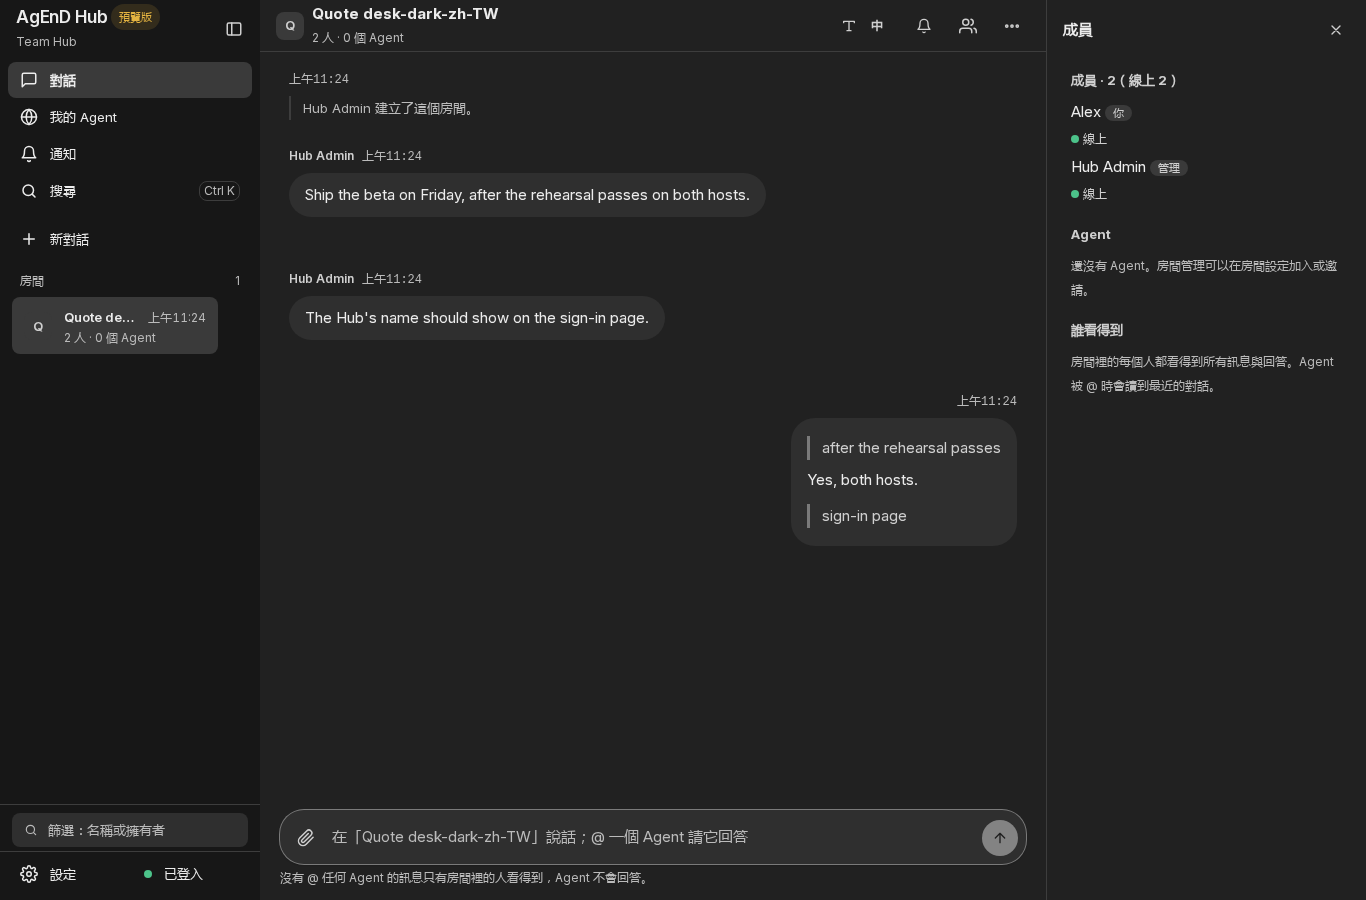 AgEnD Hub 預覽版
Team Hub
對話
我的 Agent
通知
搜尋 Ctrl K
新對話
房間 1
Q Quote de... 上午11:24
2 人 · 0 個 Agent
篩選：名稱或擁有者
設定 已登入
Q Quote desk-dark-zh-TW
2 人 · 0 個 Agent
中
上午11:24
Hub Admin 建立了這個房間。
Hub Admin 上午11:24
Ship the beta on Friday, after the rehearsal passes on both hosts.
Hub Admin 上午11:24
The Hub's name should show on the sign-in page.
上午11:24
after the rehearsal passes
Yes, both hosts.
sign-in page
在「Quote desk-dark-zh-TW」說話；@ 一個 Agent 請它回答
沒有 @ 任何 Agent 的訊息只有房間裡的人看得到，Agent 不會回答。
成員
成員 · 2（線上 2）
Alex 你
線上
Hub Admin 管理
線上
Agent
還沒有 Agent。房間管理可以在房間設定加入或邀
請。
誰看得到
房間裡的每個人都看得到所有訊息與回答。Agent
被 @ 時會讀到最近的對話。